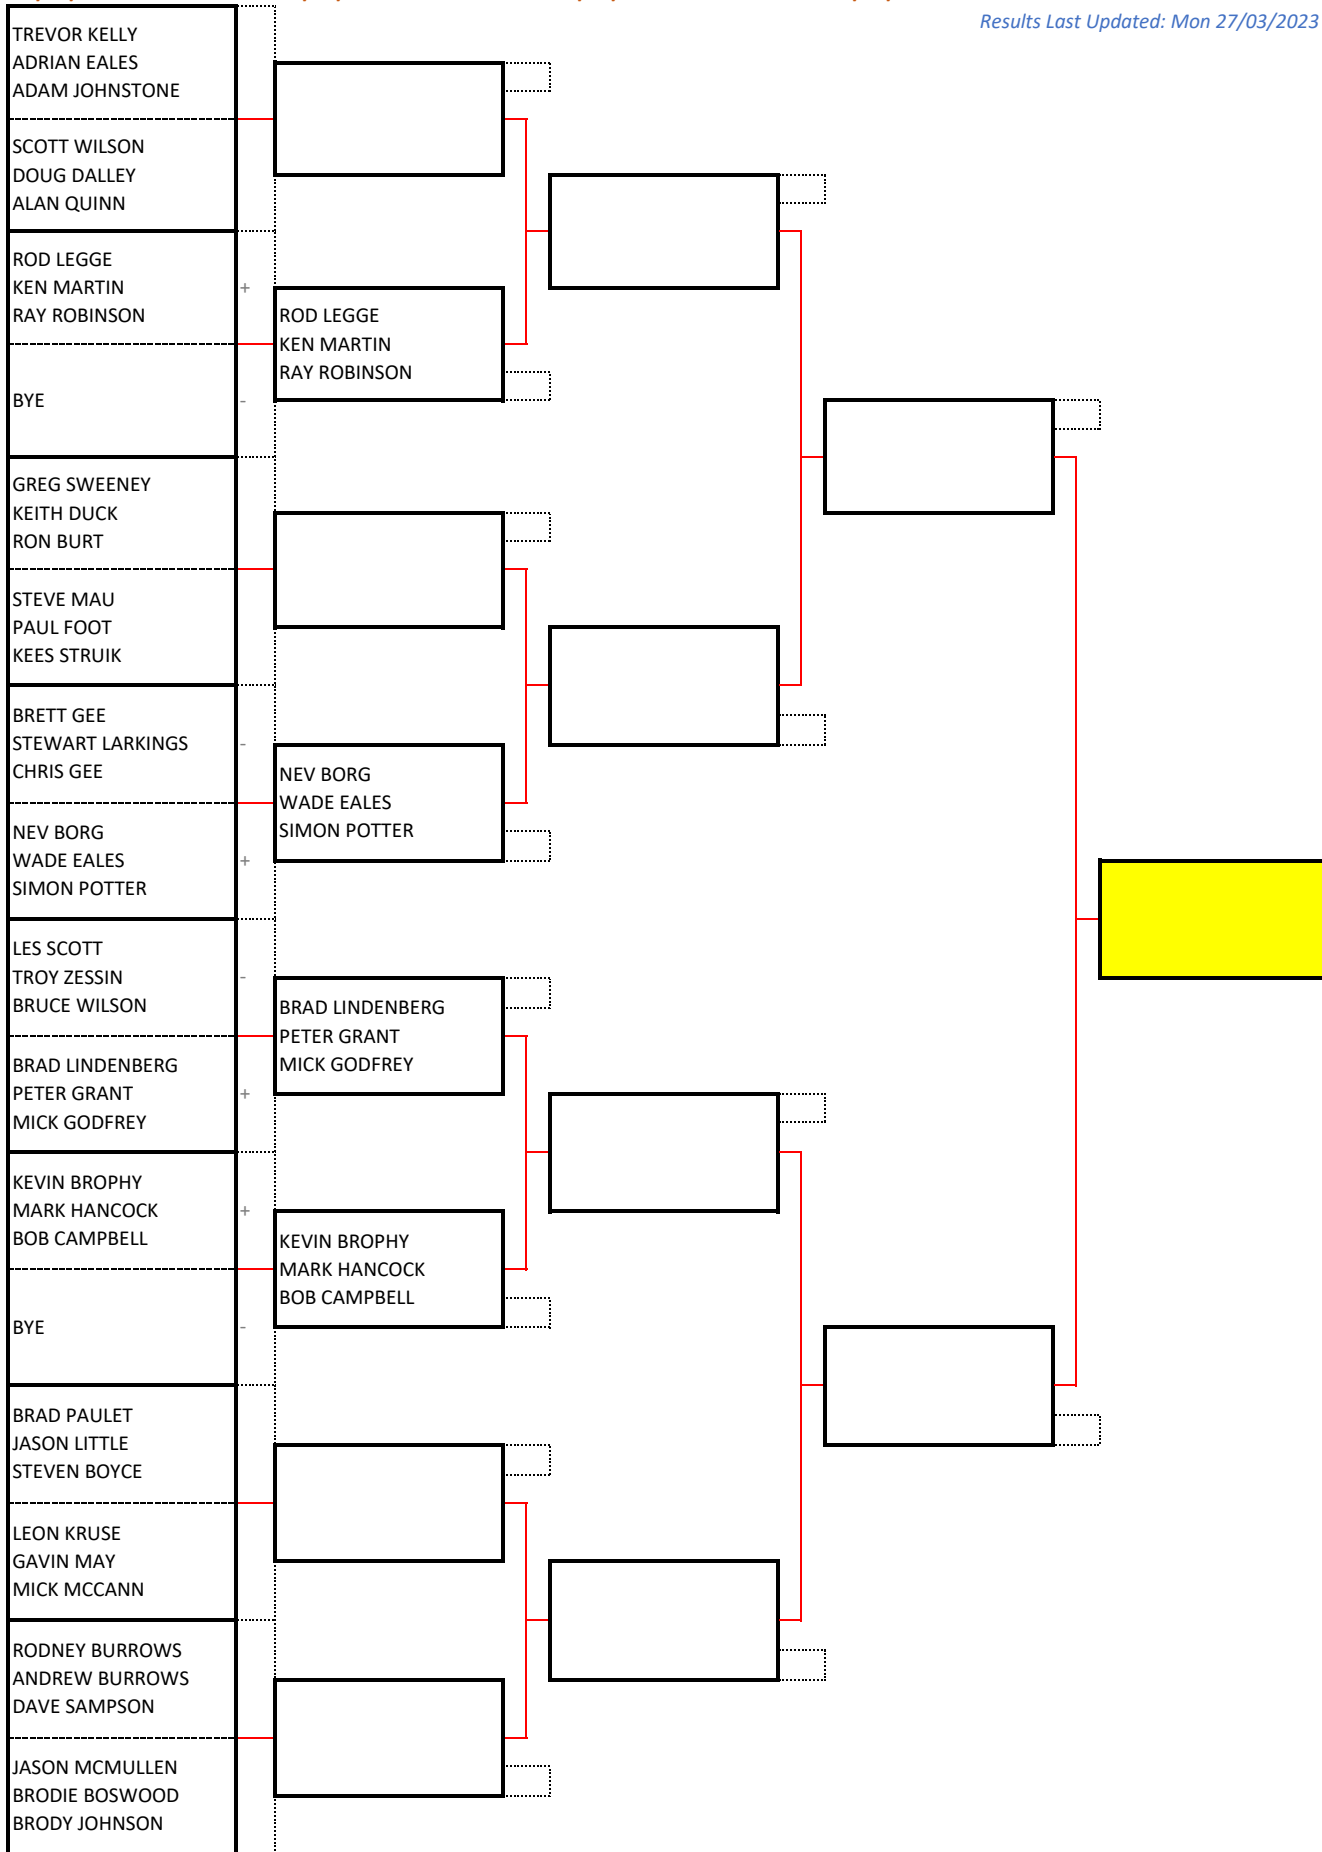 Results Last Updated: Mon 27/03/2023
TREVOR KELLY
ADRIAN EALES
ADAM JOHNSTONE
SCOTT WILSON
DOUG DALLEY
ALAN QUINN
ROD LEGGE
KEN MARTIN
+
RAY ROBINSON
BYE
-
GREG SWEENEY
KEITH DUCK
RON BURT
STEVE MAU
PAUL FOOT
KEES STRUIK
BRETT GEE
STEWART LARKINGS
-
CHRIS GEE
NEV BORG
WADE EALES
+
SIMON POTTER
LES SCOTT
TROY ZESSIN
-
BRUCE WILSON
BRAD LINDENBERG
PETER GRANT
+
MICK GODFREY
KEVIN BROPHY
MARK HANCOCK
+
BOB CAMPBELL
BYE
-
BRAD PAULET
JASON LITTLE
STEVEN BOYCE
LEON KRUSE
GAVIN MAY
MICK MCCANN
RODNEY BURROWS
ANDREW BURROWS
DAVE SAMPSON
JASON MCMULLEN
BRODIE BOSWOOD
BRODY JOHNSON
ROD LEGGE
KEN MARTIN
RAY ROBINSON
NEV BORG
WADE EALES
SIMON POTTER
BRAD LINDENBERG
PETER GRANT
MICK GODFREY
KEVIN BROPHY
MARK HANCOCK
BOB CAMPBELL